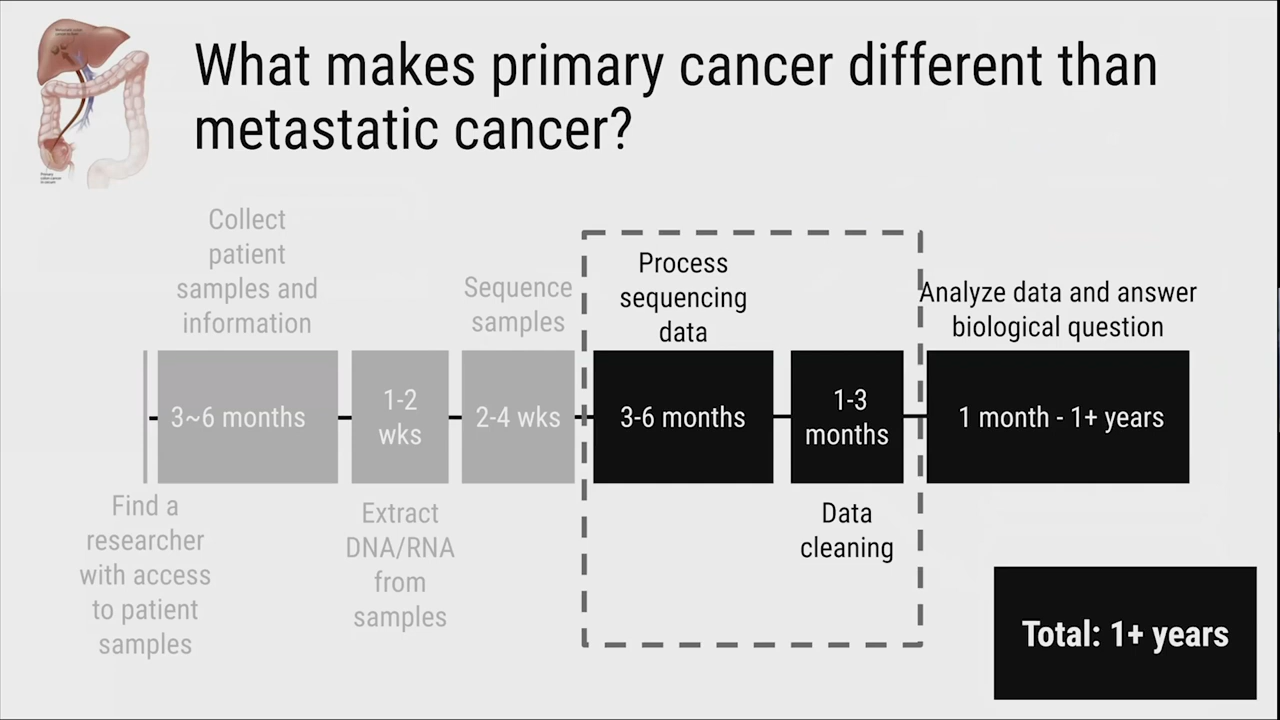 What makes primary cancer different than
metastatic cancer?
Collect
patient
samples and
information
Sequence
samples
Process
sequencing
data
Analyze data and answer
biological question
3~6 months
1-2
wks
2-4 wks
3-6 months
1-3
months
1 month - 1+ years
Find a
researcher
with access
to patient
samples
Extract
DNA/RNA
from
samples
Data
cleaning
Total: 1+ years